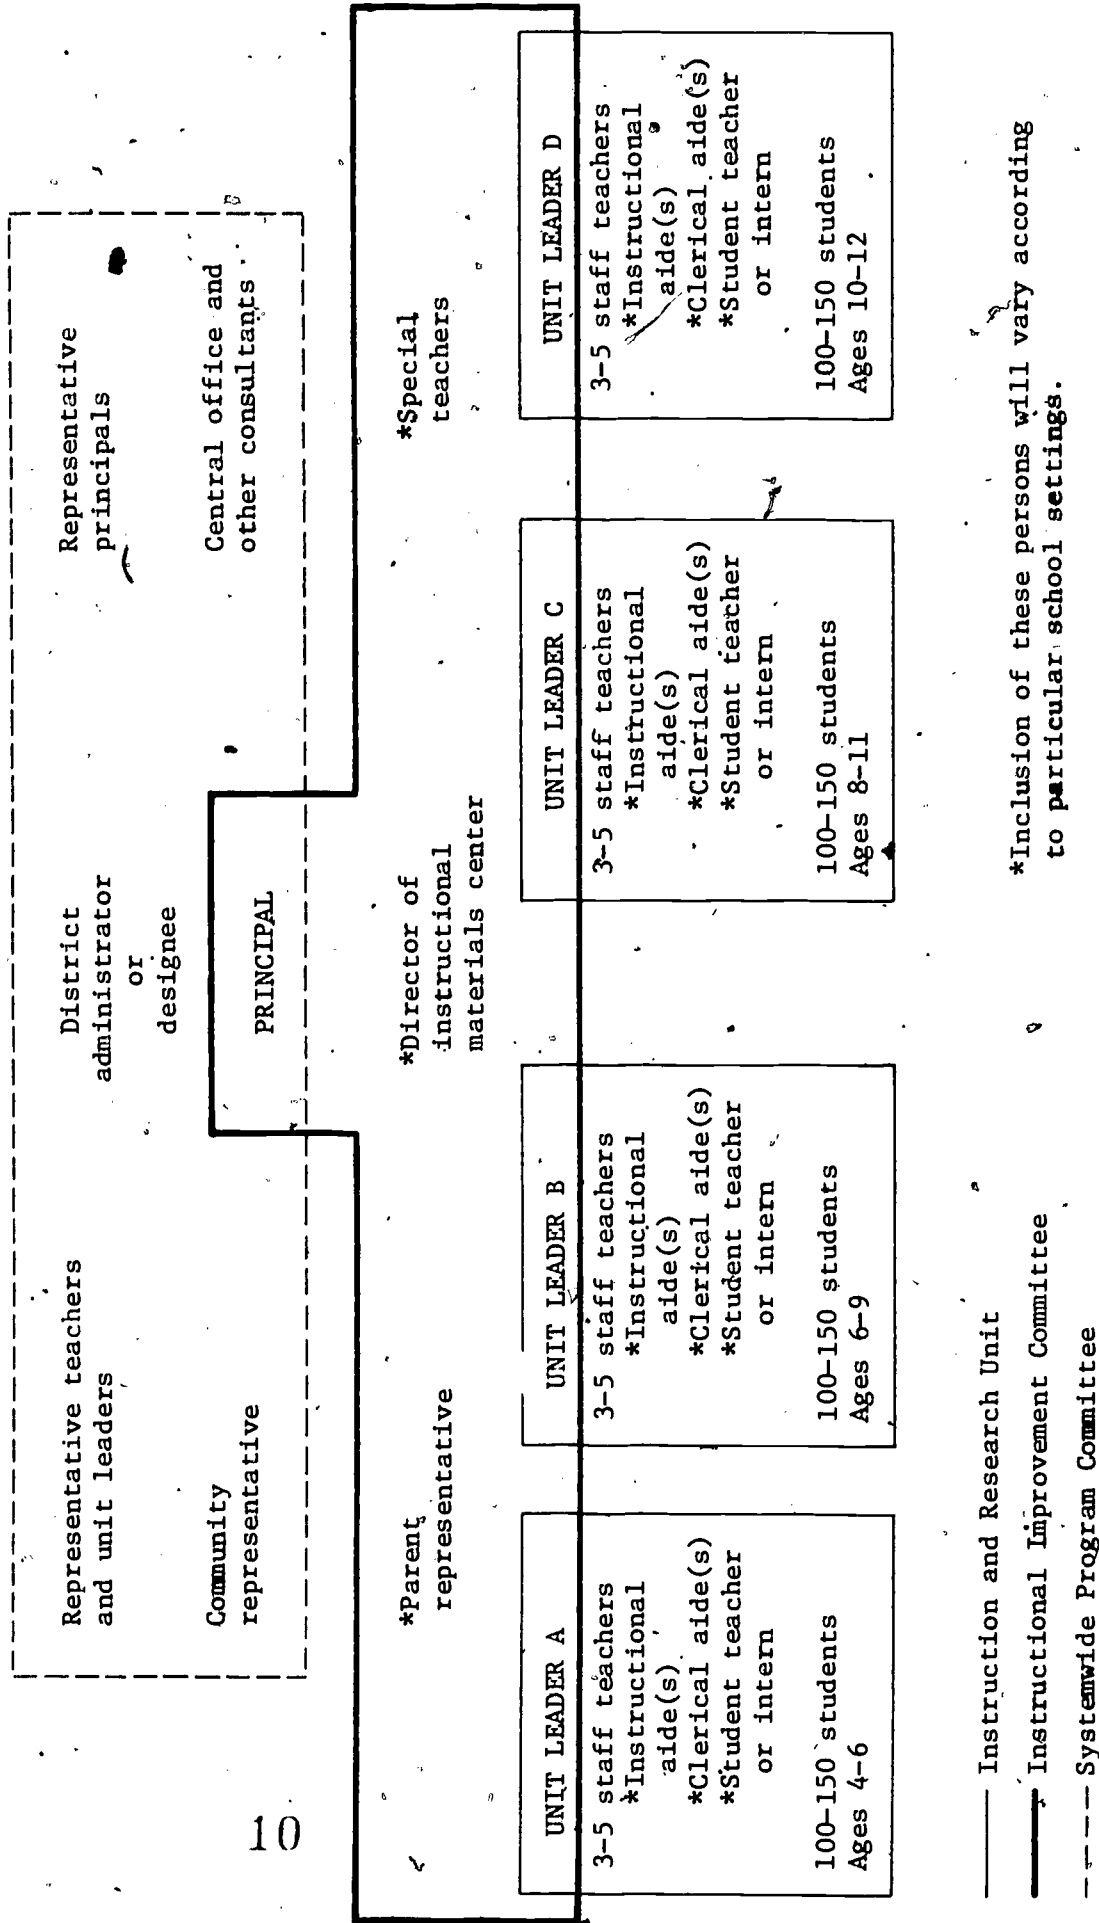 Representative teachers
and unit leaders
District
administrator
or
designee
Representative
principals
Community
representative
PRINCIPAL
Central office and
other consultants
*Parent
representative
*Director of
instructional
materials center
*Special
teachers
UNIT LEADER A
3-5 staff teachers
*Instructional
aide(s)
*Clerical aide(s)
*Student teacher
or intern
100-150 students
Ages 4-6
UNIT LEADER B
3-5 staff teachers
*Instructional
aide(s)
*Clerical aide(s)
*Student teacher
or intern
100-150 students
Ages 6-9
UNIT LEADER C
3-5 staff teachers
*Instructional
aide(s)
*Clerical aide(s)
*Student teacher
or intern
100-150 students
Ages 8-11
UNIT LEADER D
3-5 staff teachers
*Instructional
aide(s)
*Clerical aide(s)
*Student teacher
or intern
100-150 students
Ages 10-12
Instruction and Research Unit
Instructional Improvement Committee
Systemwide Program Committee
*Inclusion of these persons will vary according
to particular school settings.
10